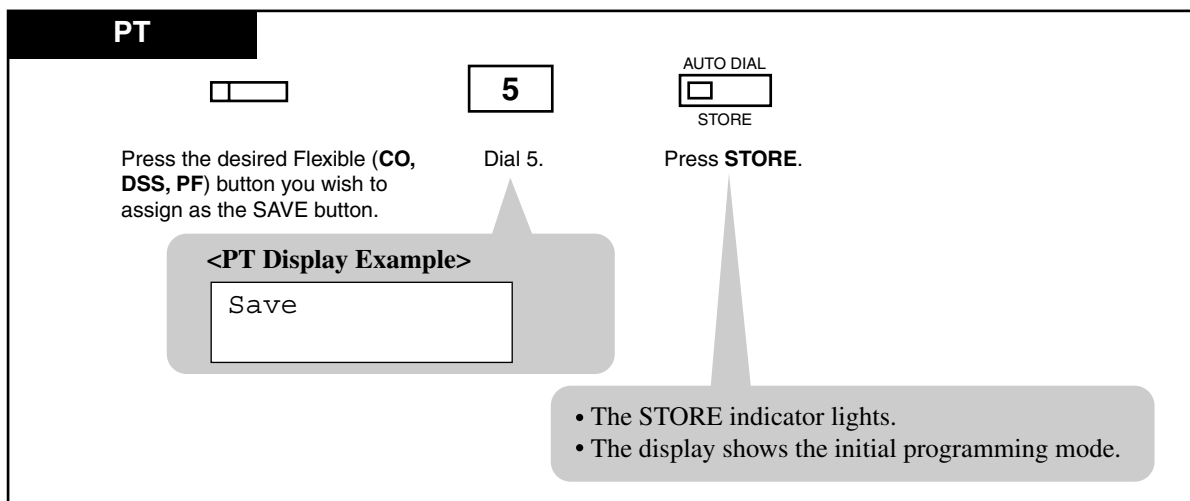 PT
5
AUTO DIAL
STORE
Press the desired Flexible (CO,
DSS, PF) button you wish to
assign as the SAVE button.
Dial 5.
Press STORE.
<PT Display Example>
Save
• The STORE indicator lights.
• The display shows the initial programming mode.